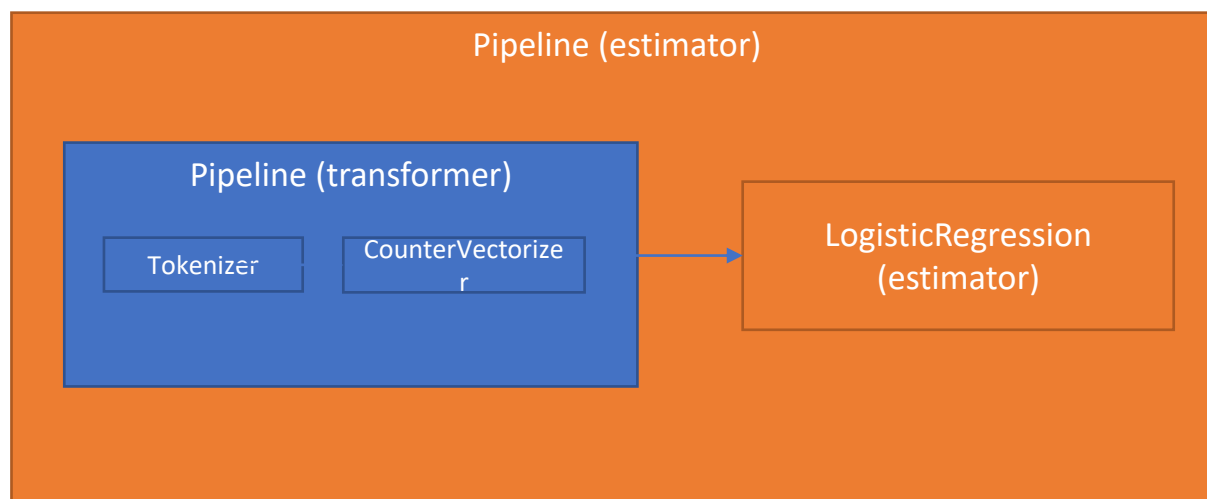 Pipeline (estimator)
Pipeline (transformer)
Tokenizer
CounterVectorize
r
LogisticRegression
(estimator)